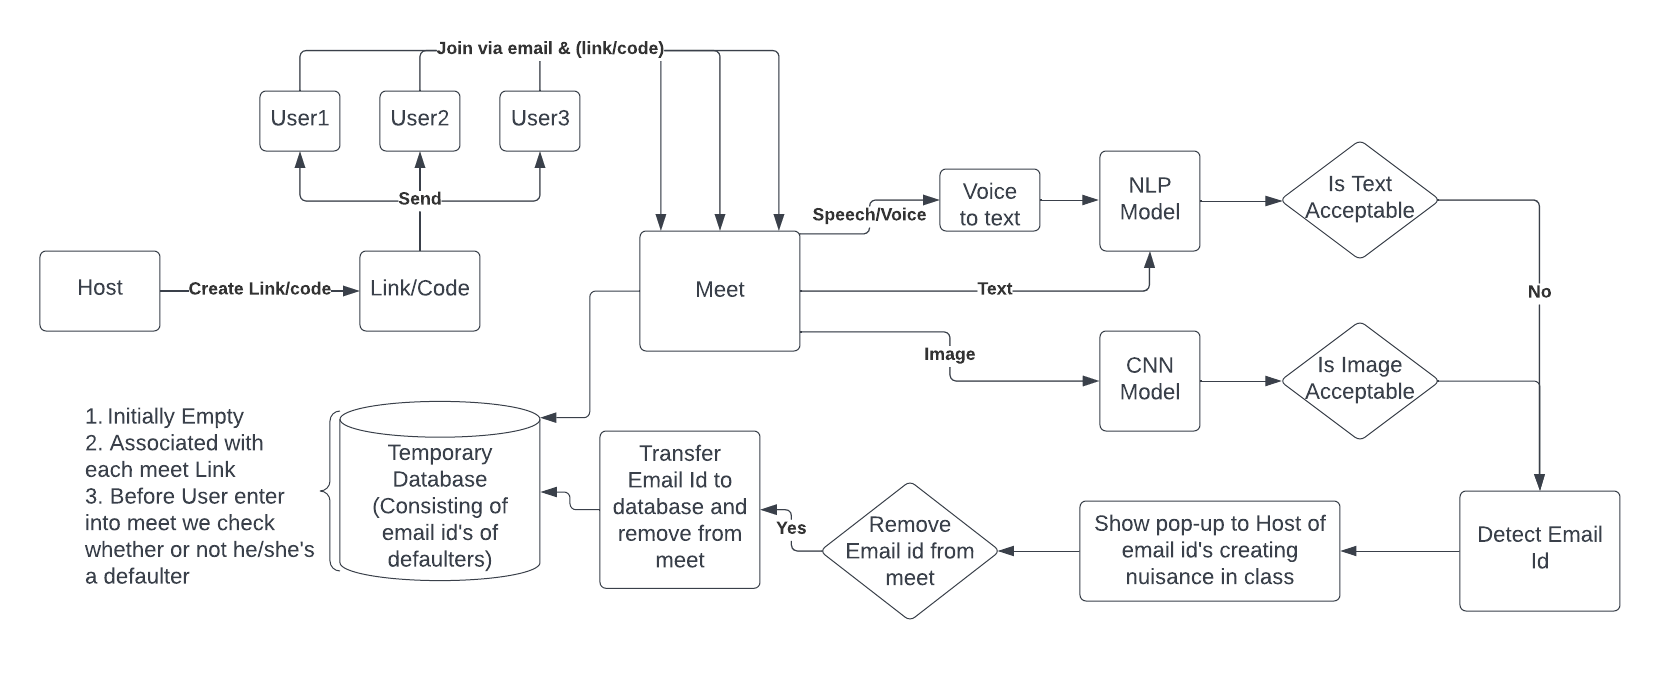 Join via email & (link/code)
User1
User2
User3
Send
Host
Create Link/code
Link/Code
Meet
Speech/Voice
Voice
to text
NLP
Model
Is Text
Acceptable
Text
No
Image
CNN
Model
Is Image
Acceptable
1. Initially Empty
2. Associated with
each meet Link
3. Before User enter
into meet we check
whether or not he/she's
a defaulter
Temporary
Database
(Consisting of
email id's of
defaulters)
Transfer
Email Id to
database and
remove from
meet
Yes
Remove
Email id from
meet
Show pop-up to Host of
email id's creating
nuisance in class
Detect Email
Id